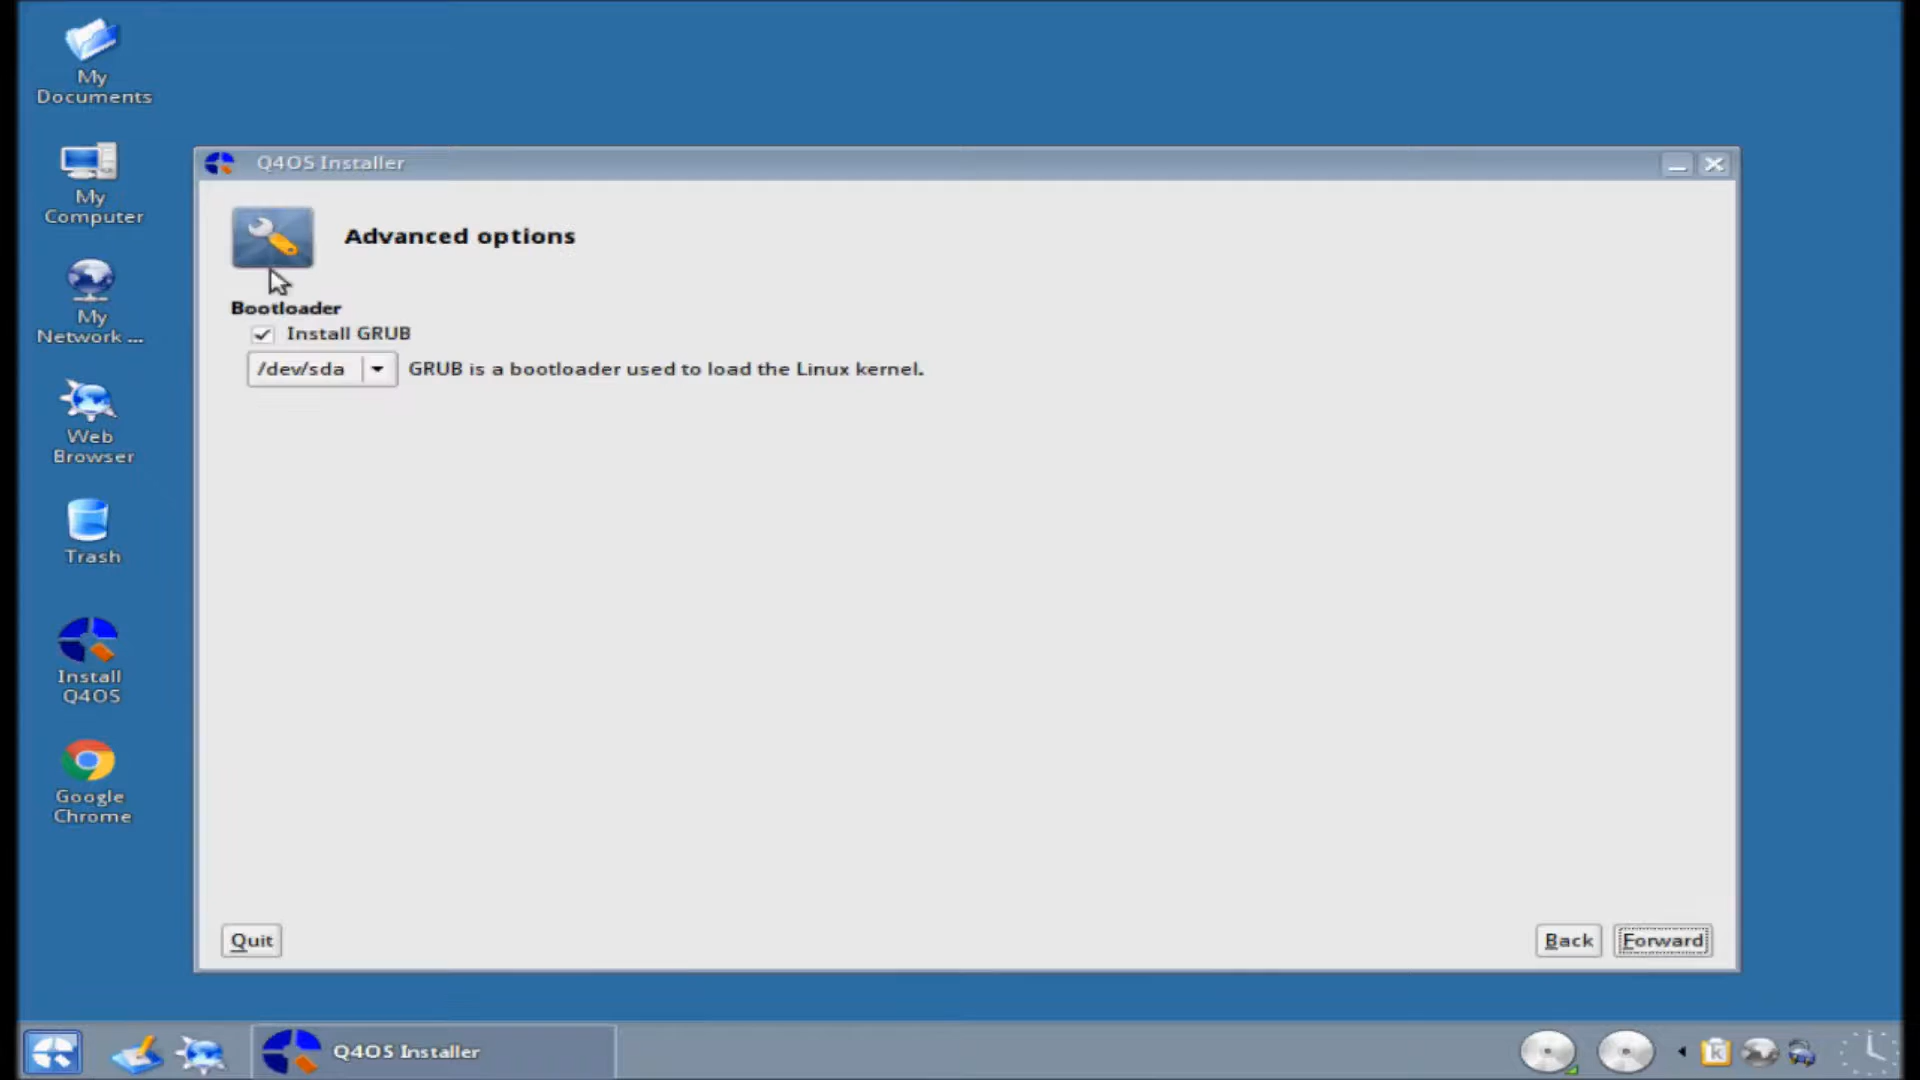 My
Documents
My
Computer
My
Network ...
Web
Browser
Trash
Install
Q4OS
Google
Chrome
Q4OS Installer
Advanced options
Bootloader
Install GRUB
/dev/sda
GRUB is a bootloader used to load the Linux kernel.
Quit
Back
Forward
Q4OS Installer
k